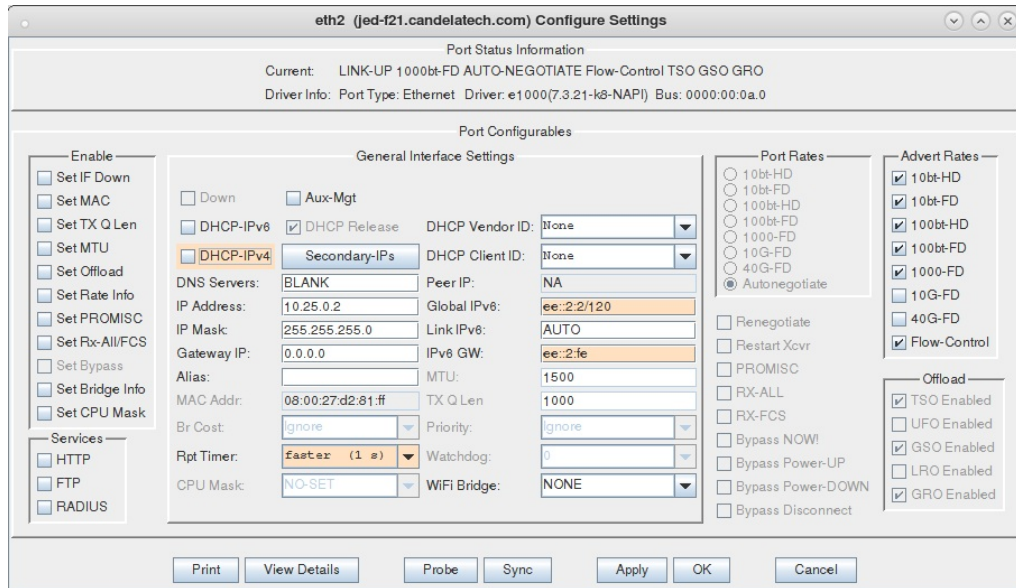 eth2 (jed-f21.candelatech.com) Configure Settings
Port Status Information
Current: LINK-UP 1000bt-FD AUTO-NEGOTIATE Flow-Control TSO GSO GRO
Driver Info: Port Type: Ethernet Driver: e1000(7.3.21-k8-NAPI) Bus: 0000:00:0a.0
Port Configurables
Enable
Set IF Down
Set MAC
Set TX Q Len
Set MTU
Set Offload
Set Rate Info
Set PROMISC
Set Rx-All/FCS
Set Bypass
Set Bridge Info
Set CPU Mask
Services
HTTP
FTP
RADIUS
General Interface Settings
Down Aux-Mgt
DHCP-IPv6 DHCP Release DHCP Vendor ID: None
DHCP-IPv4 Secondary-IPs DHCP Client ID: None
DNS Servers: BLANK Peer IP: NA
IP Address: 10.25.0.2 Global IPv6: ee::2:2/120
IP Mask: 255.255.255.0 Link IPv6: AUTO
Gateway IP: 0.0.0.0 IPv6 GW: ee::2:fe
Alias: MTU: 1500
MAC Addr: 08:00:27:d2:81:ff TX Q Len 1000
Br Cost: Ignore Priority: Ignore
Rpt Timer: faster (1 s) Watchdog: 0
CPU Mask: NO-SET WiFi Bridge: NONE
Port Rates
10bt-HD
10bt-FD
100bt-HD
100bt-FD
1000-FD
10G-FD
40G-FD
Autonegotiate
Renegotiate
Restart Xcvr
PROMISC
RX-ALL
RX-FCS
Bypass NOW!
Bypass Power-UP
Bypass Power-DOWN
Bypass Disconnect
Advert Rates
10bt-HD
10bt-FD
100bt-HD
100bt-FD
1000-FD
10G-FD
40G-FD
Flow-Control
Offload
TSO Enabled
UFO Enabled
GSO Enabled
LRO Enabled
GRO Enabled
Print View Details Probe Sync Apply OK Cancel